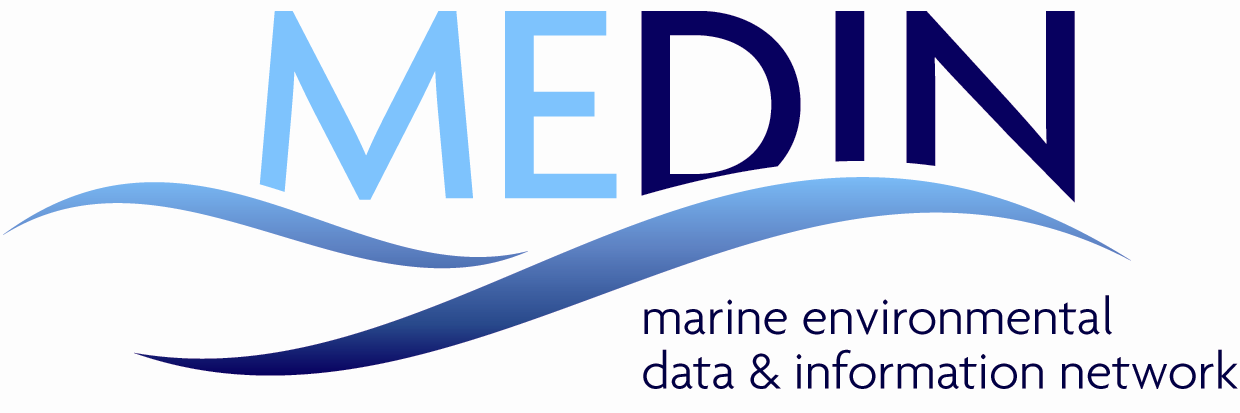 MEDIN
marine environmental
data & information network